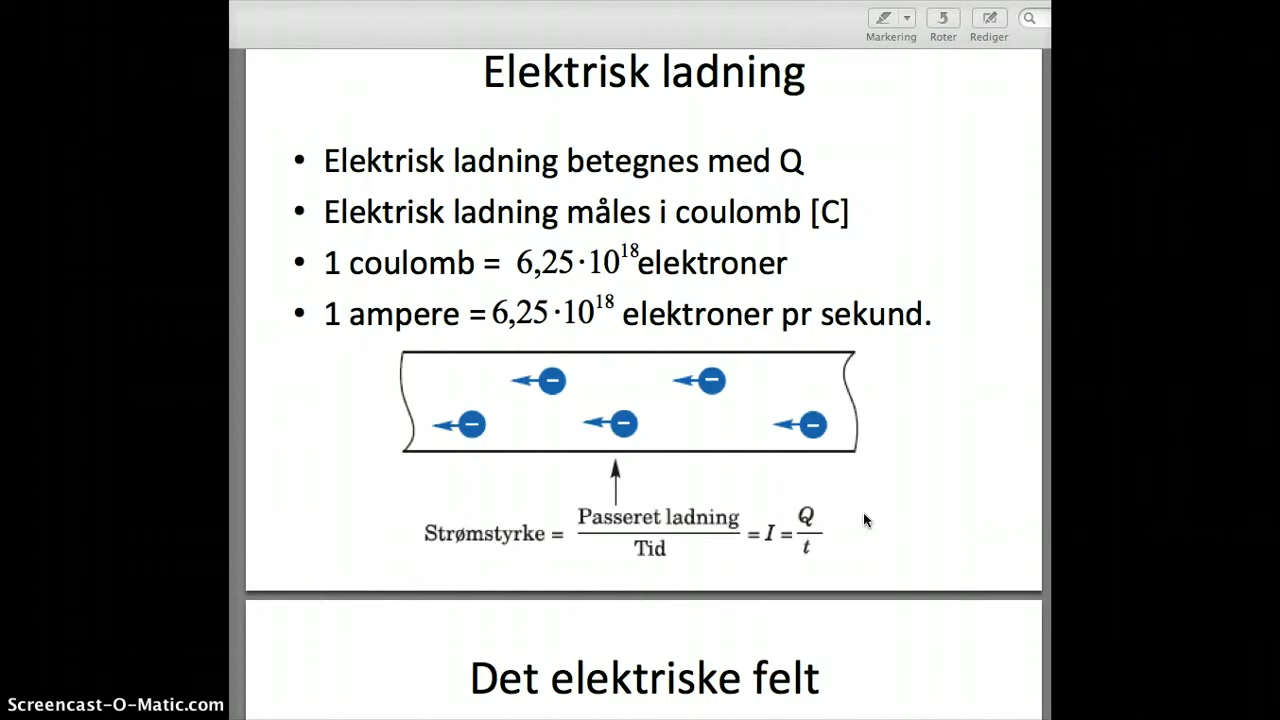 Markering Roter Rediger
Elektrisk ladning
• Elektrisk ladning betegnes med Q
• Elektrisk ladning måles i coulomb [C]
• 1 coulomb = 6,25·10¹⁸elektroner
• 1 ampere = 6,25·10¹⁸ elektroner pr sekund.
Strømstyrke = Passeret ladning / Tid = I = Q / t
Det elektriske felt
Screencast-O-Matic.com